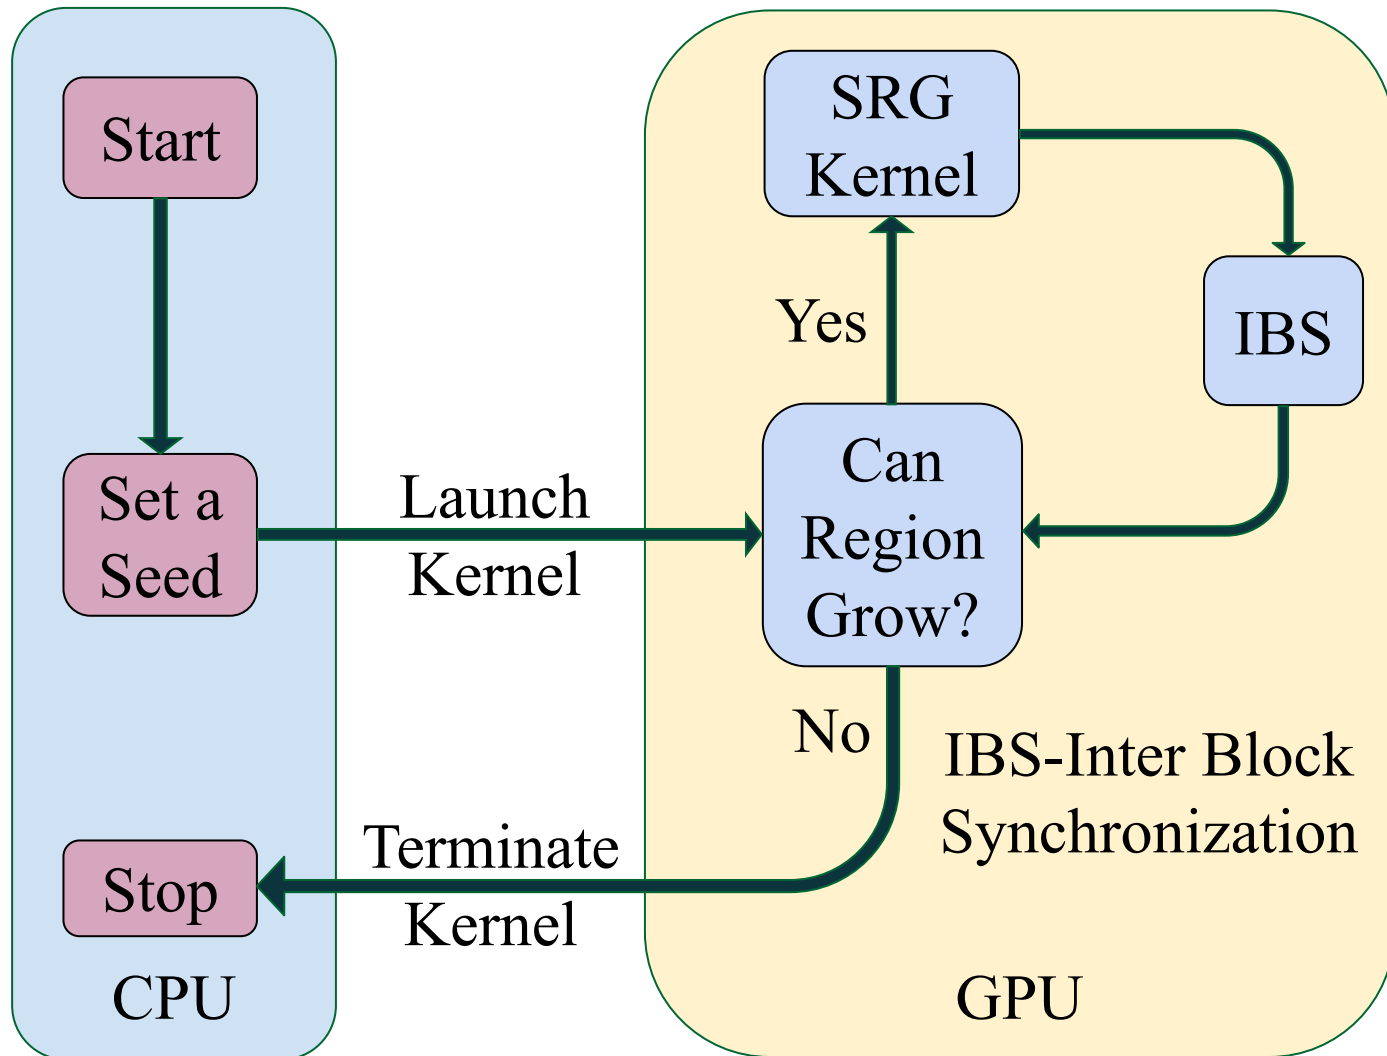 Start
Set a
Seed
Launch
Kernel
SRG
Kernel
IBS
Yes
Can
Region
Grow?
No
IBS-Inter Block
Synchronization
Terminate
Kernel
Stop
CPU
GPU